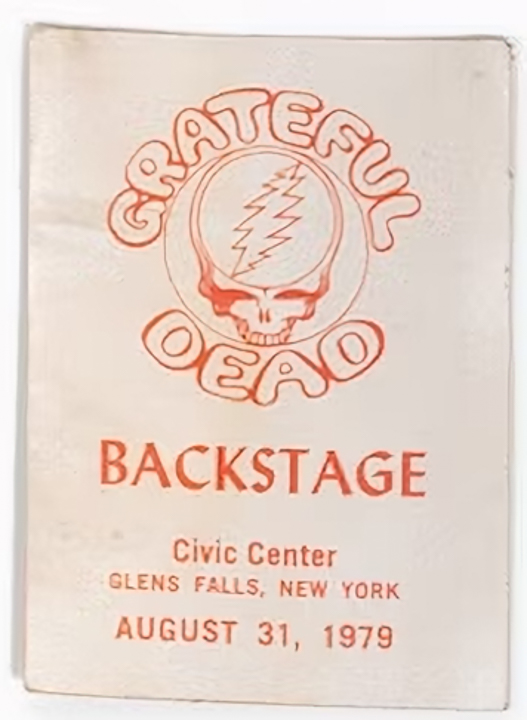 GRATEFUL
DEAD
BACKSTAGE
Civic Center
GLENS FALLS, NEW YORK
AUGUST 31, 1979